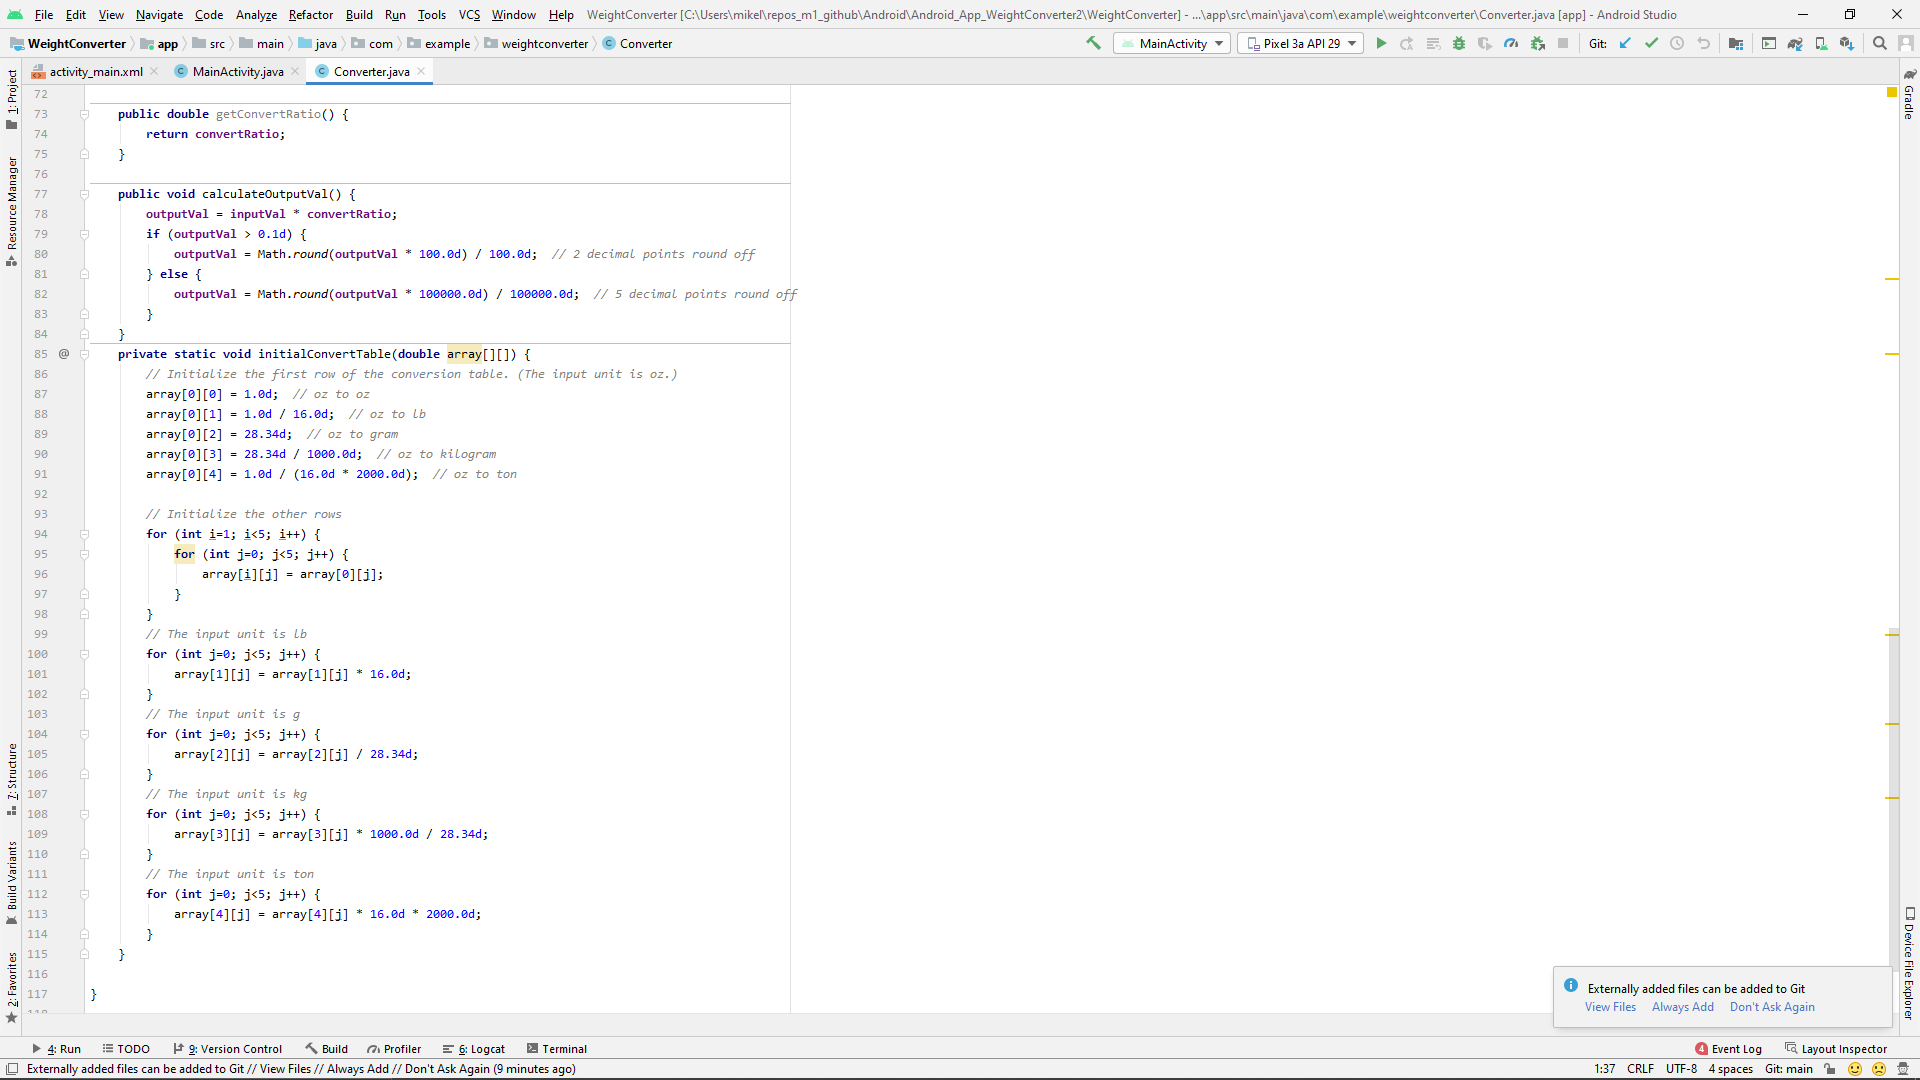 File Edit View Navigate Code Analyze Refactor Build Run Tools VCS Window Help WeightConverter [C:\Users\mikel\repos_m1_github\Android\Android_App_WeightConverter2\WeightConverter] - ...\app\src\main\java\com\example\weightconverter\Converter.java [app] - Android Studio
WeightConverter app src main java com example weightconverter Converter MainActivity Pixel 3a API 29 Git:
activity_main.xml MainActivity.java Converter.java
1: Project
Resource Manager
7: Structure
Build Variants
2: Favorites
72
73 public double getConvertRatio() {
74 return convertRatio;
75 }
76
77 public void calculateOutputVal() {
78 outputVal = inputVal * convertRatio;
79 if (outputVal > 0.1d) {
80 outputVal = Math.round(outputVal * 100.0d) / 100.0d; // 2 decimal points round off
81 } else {
82 outputVal = Math.round(outputVal * 100000.0d) / 100000.0d; // 5 decimal points round off
83 }
84 }
85 @ private static void initialConvertTable(double array[][]) {
86 // Initialize the first row of the conversion table. (The input unit is oz.)
87 array[0][0] = 1.0d; // oz to oz
88 array[0][1] = 1.0d / 16.0d; // oz to lb
89 array[0][2] = 28.34d; // oz to gram
90 array[0][3] = 28.34d / 1000.0d; // oz to kilogram
91 array[0][4] = 1.0d / (16.0d * 2000.0d); // oz to ton
92
93 // Initialize the other rows
94 for (int i=1; i<5; i++) {
95 for (int j=0; j<5; j++) {
96 array[i][j] = array[0][j];
97 }
98 }
99 // The input unit is lb
100 for (int j=0; j<5; j++) {
101 array[1][j] = array[1][j] * 16.0d;
102 }
103 // The input unit is g
104 for (int j=0; j<5; j++) {
105 array[2][j] = array[2][j] / 28.34d;
106 }
107 // The input unit is kg
108 for (int j=0; j<5; j++) {
109 array[3][j] = array[3][j] * 1000.0d / 28.34d;
110 }
111 // The input unit is ton
112 for (int j=0; j<5; j++) {
113 array[4][j] = array[4][j] * 16.0d * 2000.0d;
114 }
115 }
116
117 }
118
Gradle
Device File Explorer
Externally added files can be added to Git
View Files Always Add Don't Ask Again
4: Run TODO 9: Version Control Build Profiler 6: Logcat Terminal 4 Event Log Layout Inspector
Externally added files can be added to Git // View Files // Always Add // Don't Ask Again (9 minutes ago) 1:37 CRLF UTF-8 4 spaces Git: main